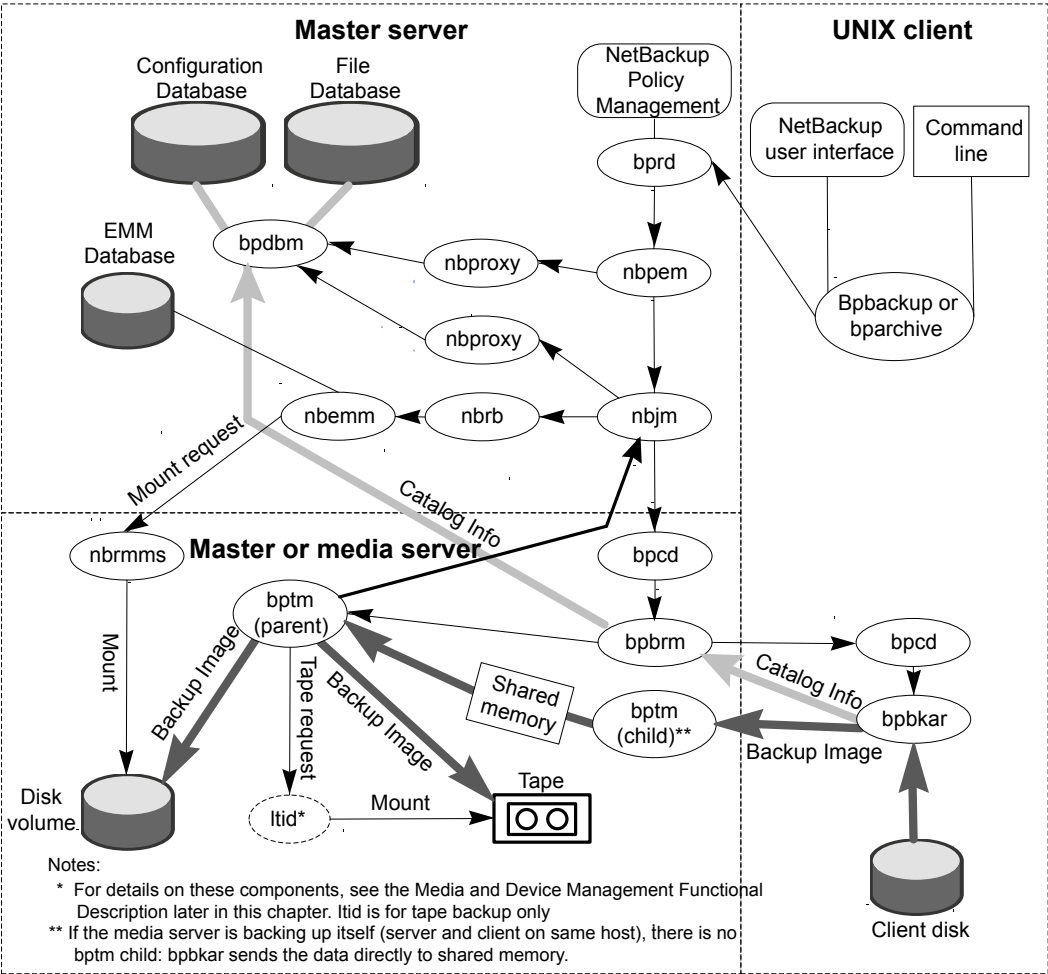 Master server
UNIX client
Configuration
Database
File
Database
NetBackup
Policy
Management
NetBackup
user interface
Command
line
bprd
EMM
Database
bpdbm
nbproxy
nbpem
Bpbackup or
bparchive
nbproxy
nbemm
nbrb
nbjm
Mount request
Catalog Info
Master or media server
nbrmms
bpcd
bptm
(parent)
bpbrm
bpcd
Mount
Backup Image
Tape request
Backup Image
Shared
memory
bptm
(child)**
Catalog Info
bpbkar
Backup Image
Disk
volume
ltid*
Mount
Tape
Client disk
Notes:
* For details on these components, see the Media and Device Management Functional
Description later in this chapter. ltid is for tape backup only
** If the media server is backing up itself (server and client on same host), there is no
bptm child: bpbkar sends the data directly to shared memory.